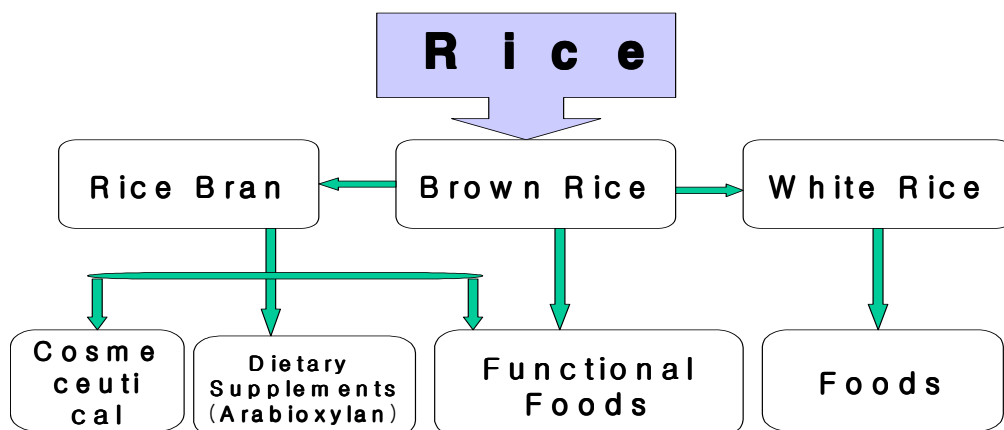 Rice
Rice Bran
Brown Rice
White Rice
Cosme
ceuti
cal
Dietary
Supplements
(Arabioxylan)
Functional
Foods
Foods